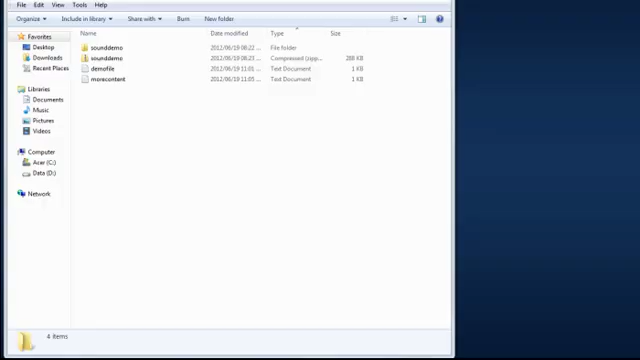 File Edit View Tools
Organize Include in library Share with Burn New folder
Favorites
Desktop
Downloads
Recent Places
Libraries
Documents
Music
Pictures
Videos
Computer
Acer (C:)
Data (D:)
Network
Name Date modified Type Size
sounddemo 2012/06/19 08:22 ... File folder
sounddemo 2012/06/19 08:23 ... Compressed (zipp... 288 KB
demofile 2012/06/19 11:01 ... Text Document 1 KB
morecontent 2012/06/19 11:05 ... Text Document 1 KB
4 items